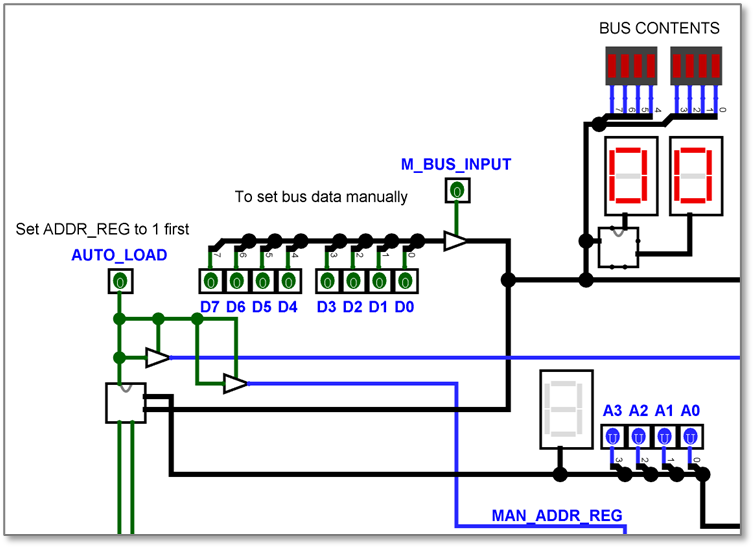 BUS CONTENTS
7 6 5 4 3 2 1 0
M_BUS_INPUT
0
To set bus data manually
Set ADDR_REG to 1 first
AUTO_LOAD
0
7 6 5 4 3 2 1 0
0 0 0 0 0 0 0 0
D7 D6 D5 D4 D3 D2 D1 D0
0 0
A3 A2 A1 A0
U U U U
3 2 1 0
MAN_ADDR_REG